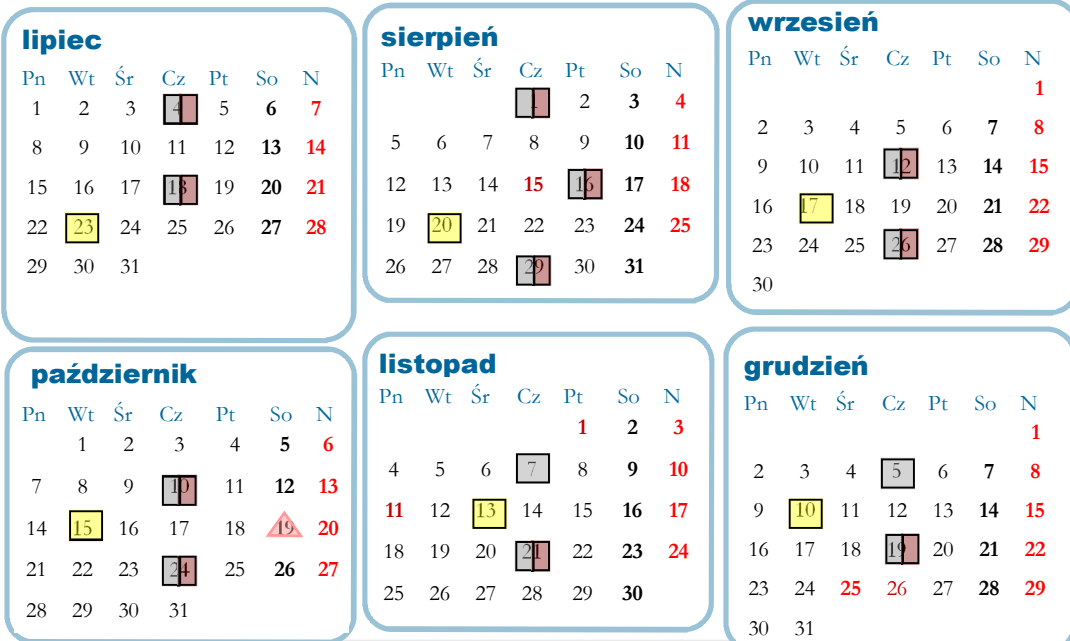 lipiec
Pn Wt Śr Cz Pt So N
1 2 3 4 5 6 7
8 9 10 11 12 13 14
15 16 17 18 19 20 21
22 23 24 25 26 27 28
29 30 31
sierpień
Pn Wt Śr Cz Pt So N
1 2 3 4
5 6 7 8 9 10 11
12 13 14 15 16 17 18
19 20 21 22 23 24 25
26 27 28 29 30 31
wrzesień
Pn Wt Śr Cz Pt So N
1
2 3 4 5 6 7 8
9 10 11 12 13 14 15
16 17 18 19 20 21 22
23 24 25 26 27 28 29
30
październik
Pn Wt Śr Cz Pt So N
1 2 3 4 5 6
7 8 9 10 11 12 13
14 15 16 17 18 19 20
21 22 23 24 25 26 27
28 29 30 31
listopad
Pn Wt Śr Cz Pt So N
1 2 3
4 5 6 7 8 9 10
11 12 13 14 15 16 17
18 19 20 21 22 23 24
25 26 27 28 29 30
grudzień
Pn Wt Śr Cz Pt So N
1
2 3 4 5 6 7 8
9 10 11 12 13 14 15
16 17 18 19 20 21 22
23 24 25 26 27 28 29
30 31